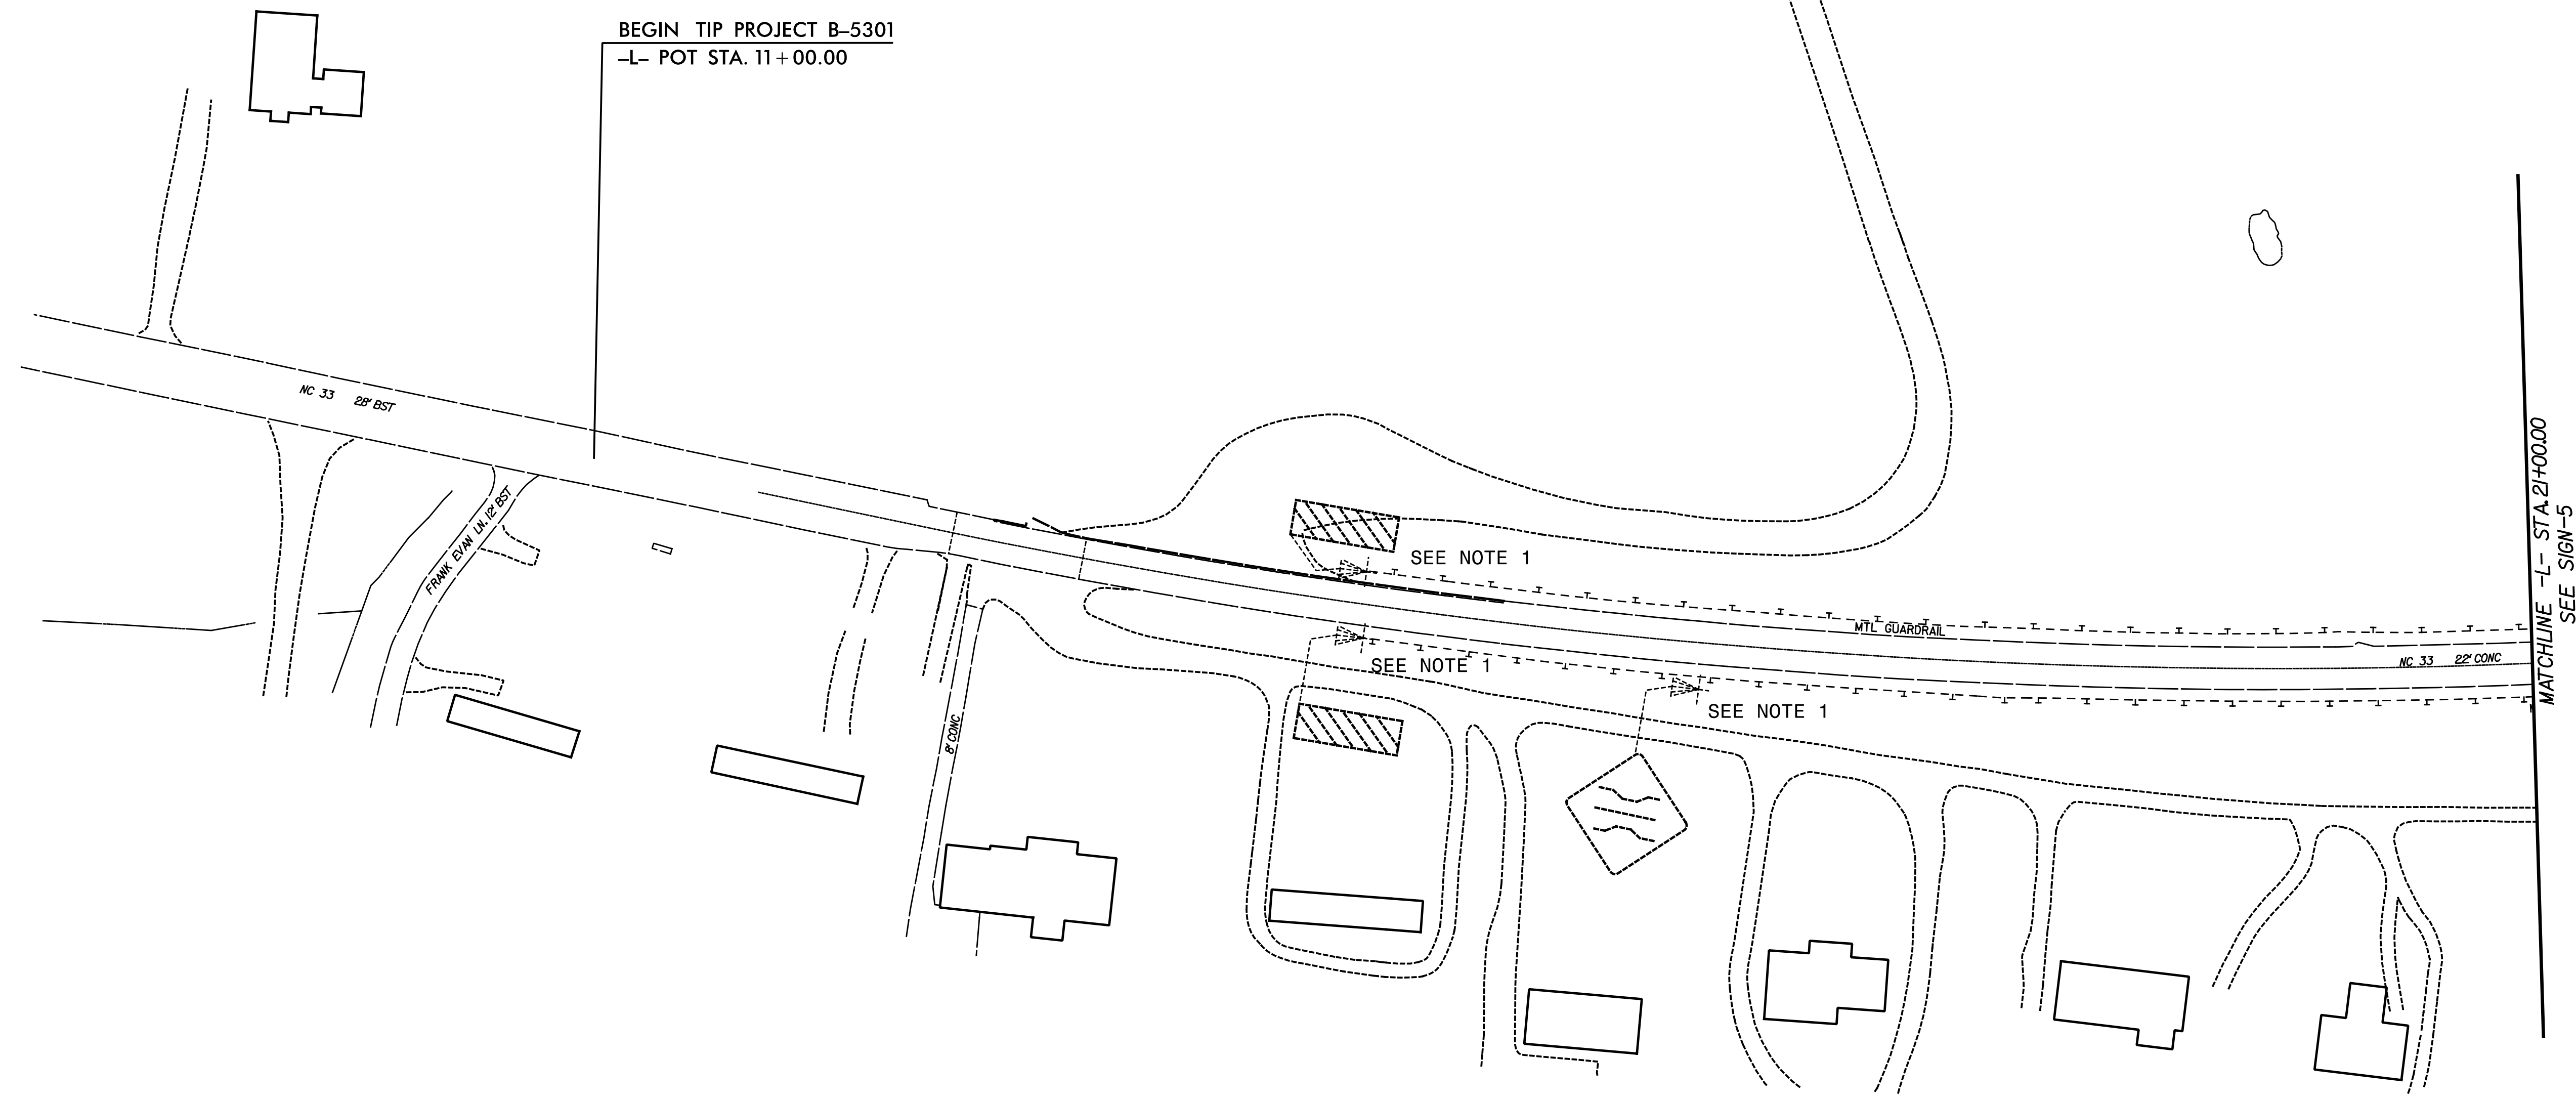 BEGIN TIP PROJECT B–5301
–L– POT STA. 11+00.00
NC 33 28' BST
FRANK EVAN LN. 12' BST
8' CONC
SEE NOTE 1
SEE NOTE 1
SEE NOTE 1
MTL GUARDRAIL
NC 33 22' CONC
MATCHLINE -L- STA. 21+00.00
SEE SIGN-5